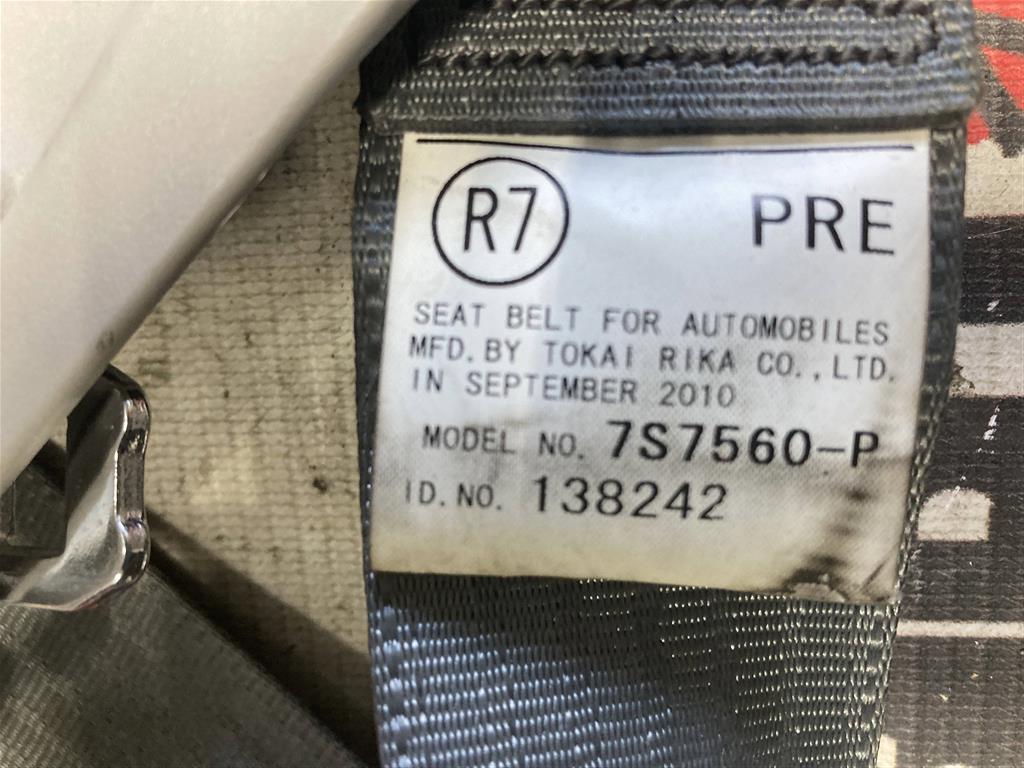 R7 PRE
SEAT BELT FOR AUTOMOBILES
MFD. BY TOKAI RIKA CO., LTD.
IN SEPTEMBER 2010
MODEL NO. 7S7560-P
ID. NO. 138242